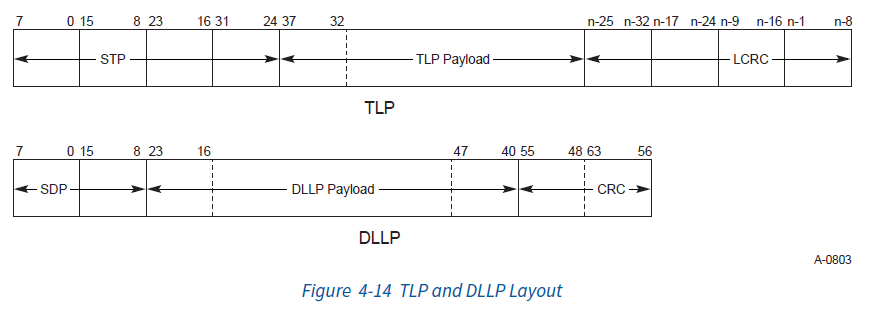 7 0 15 8 23 16 31 24 37 32 n-25 n-32 n-17 n-24 n-9 n-16 n-1 n-8
STP TLP Payload LCRC
TLP
7 0 15 8 23 16 47 40 55 48 63 56
SDP DLLP Payload CRC
DLLP
A-0803
Figure 4-14 TLP and DLLP Layout